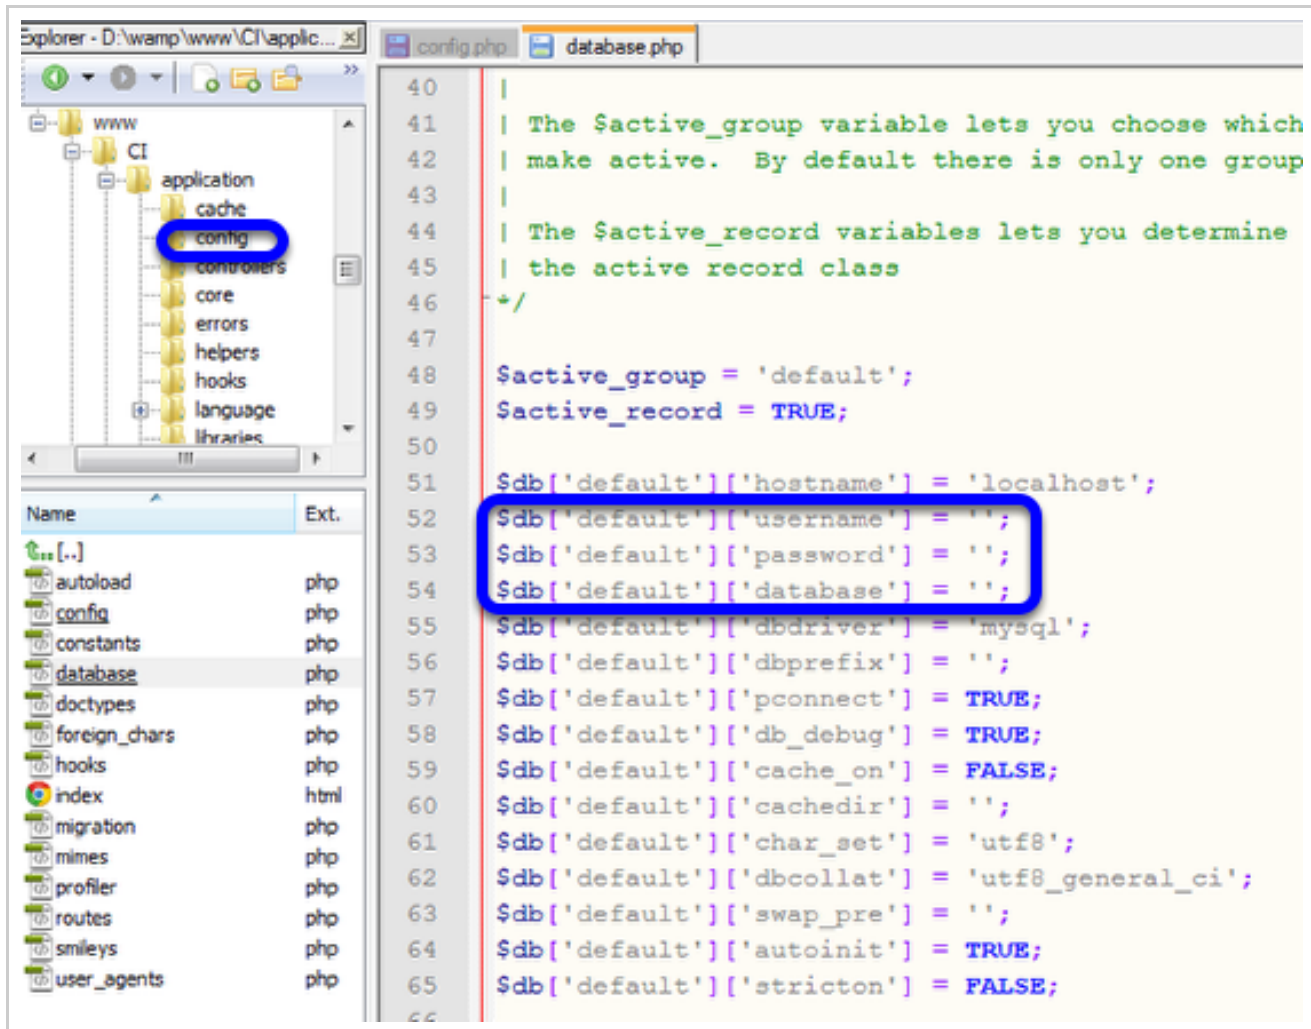 Explorer - D:\wamp\www\CI\applic...
www
CI
application
cache
config
controllers
core
errors
helpers
hooks
language
libraries
Name Ext.
[..]
autoload php
config php
constants php
database php
doctypes php
foreign_chars php
hooks php
index html
migration php
mimes php
profiler php
routes php
smileys php
user_agents php
config.php database.php
40 |
41 | The $active_group variable lets you choose which
42 | make active.  By default there is only one group
43 |
44 | The $active_record variables lets you determine
45 | the active record class
46 */
47
48 $active_group = 'default';
49 $active_record = TRUE;
50
51 $db['default']['hostname'] = 'localhost';
52 $db['default']['username'] = '';
53 $db['default']['password'] = '';
54 $db['default']['database'] = '';
55 $db['default']['dbdriver'] = 'mysql';
56 $db['default']['dbprefix'] = '';
57 $db['default']['pconnect'] = TRUE;
58 $db['default']['db_debug'] = TRUE;
59 $db['default']['cache_on'] = FALSE;
60 $db['default']['cachedir'] = '';
61 $db['default']['char_set'] = 'utf8';
62 $db['default']['dbcollat'] = 'utf8_general_ci';
63 $db['default']['swap_pre'] = '';
64 $db['default']['autoinit'] = TRUE;
65 $db['default']['stricton'] = FALSE;
66